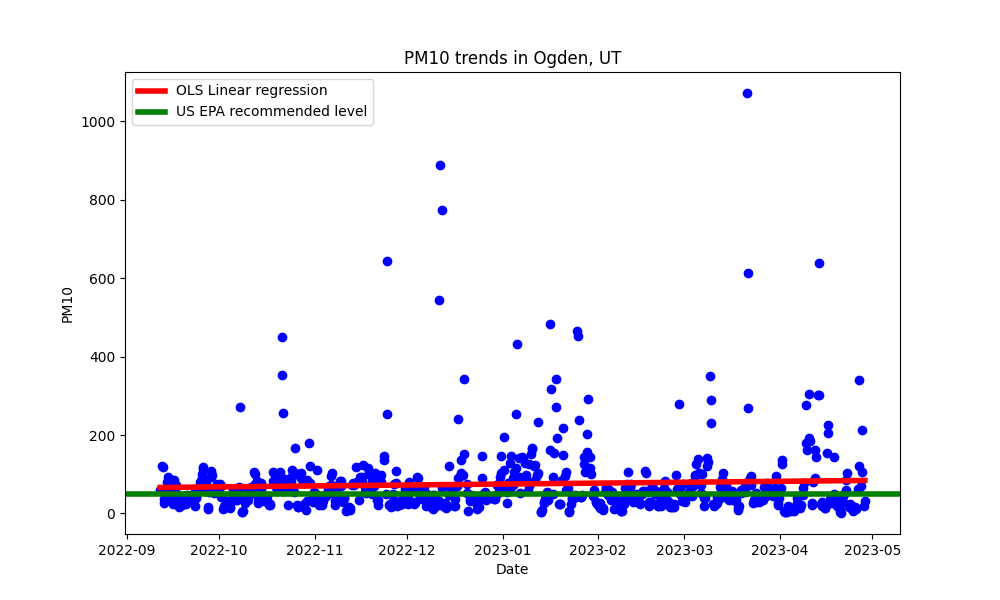 PM10 trends in Ogden, UT
OLS Linear regression
US EPA recommended level
1000
800
600
400
200
0
PM10
2022-09 2022-10 2022-11 2022-12 2023-01 2023-02 2023-03 2023-04 2023-05
Date